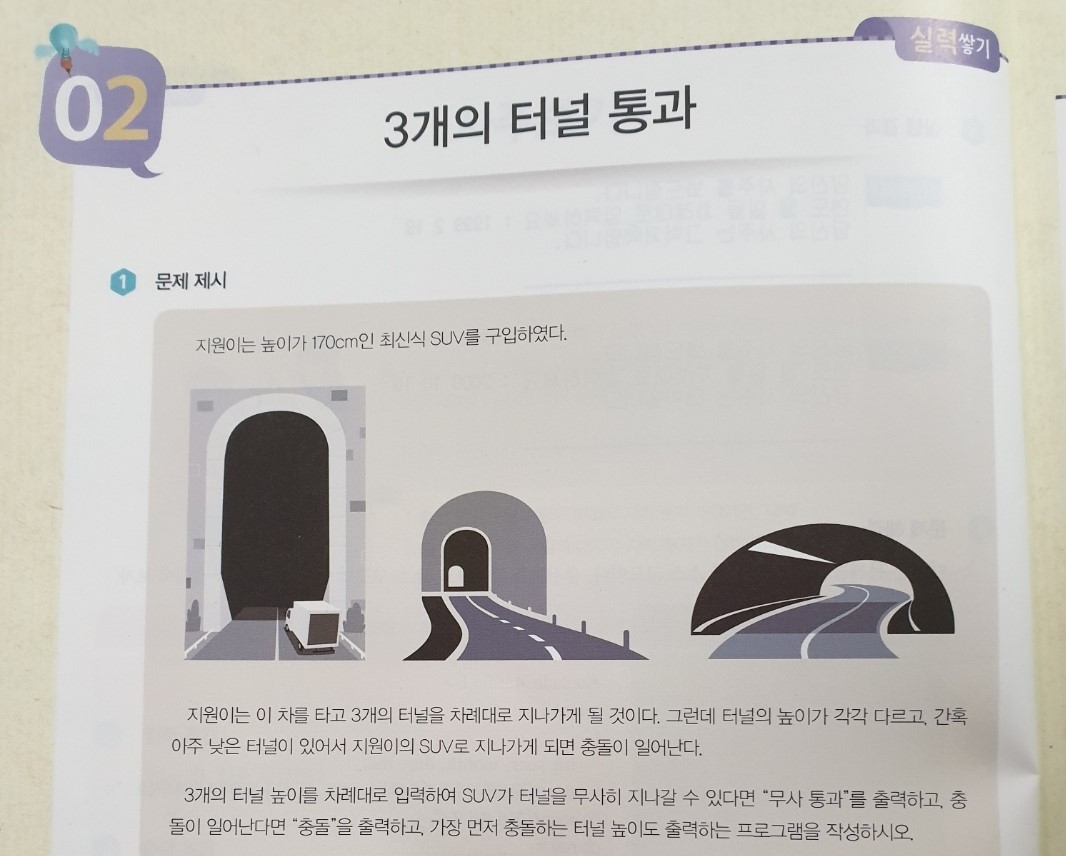 실력쌓기
02
3개의 터널 통과
1 문제 제시
지원이는 높이가 170cm인 최신식 SUV를 구입하였다.
지원이는 이 차를 타고 3개의 터널을 차례대로 지나가게 될 것이다. 그런데 터널의 높이가 각각 다르고, 간혹
아주 낮은 터널이 있어서 지원이의 SUV로 지나가게 되면 충돌이 일어난다.
3개의 터널 높이를 차례대로 입력하여 SUV가 터널을 무사히 지나갈 수 있다면 “무사 통과”를 출력하고, 충
돌이 일어난다면 “충돌”을 출력하고, 가장 먼저 충돌하는 터널 높이도 출력하는 프로그램을 작성하시오.